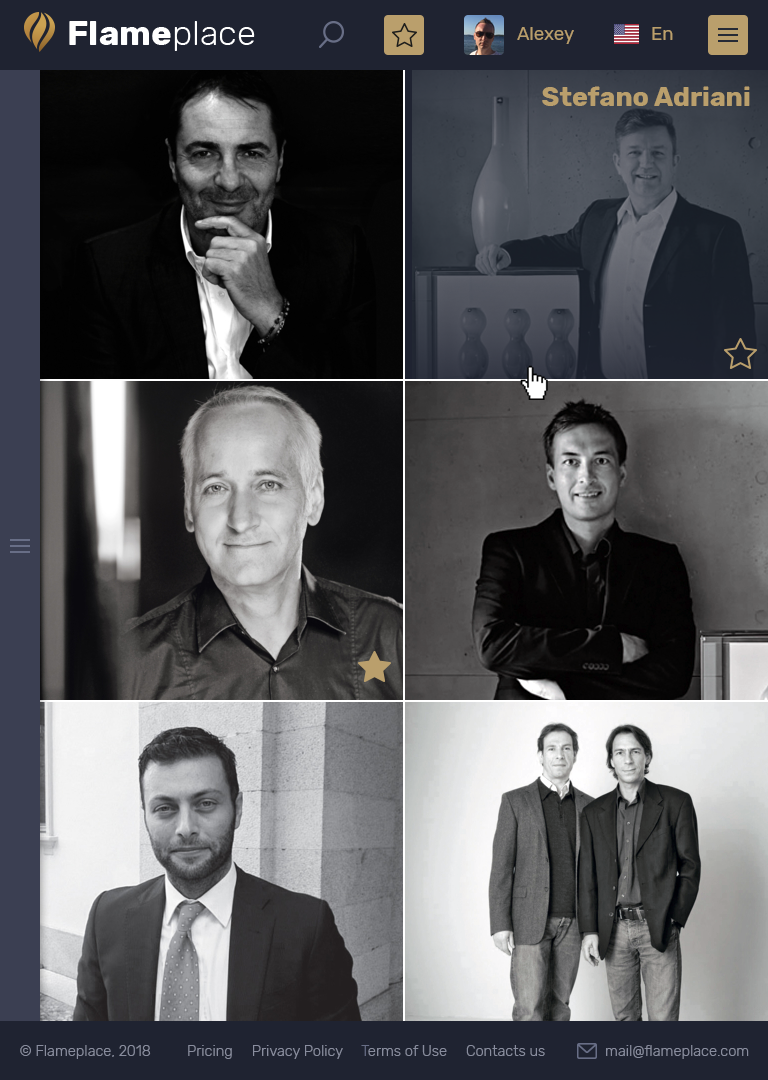 Flameplace
Alexey
En
Stefano Adriani
© Flameplace, 2018
Pricing
Privacy Policy
Terms of Use
Contacts us
mail@flameplace.com